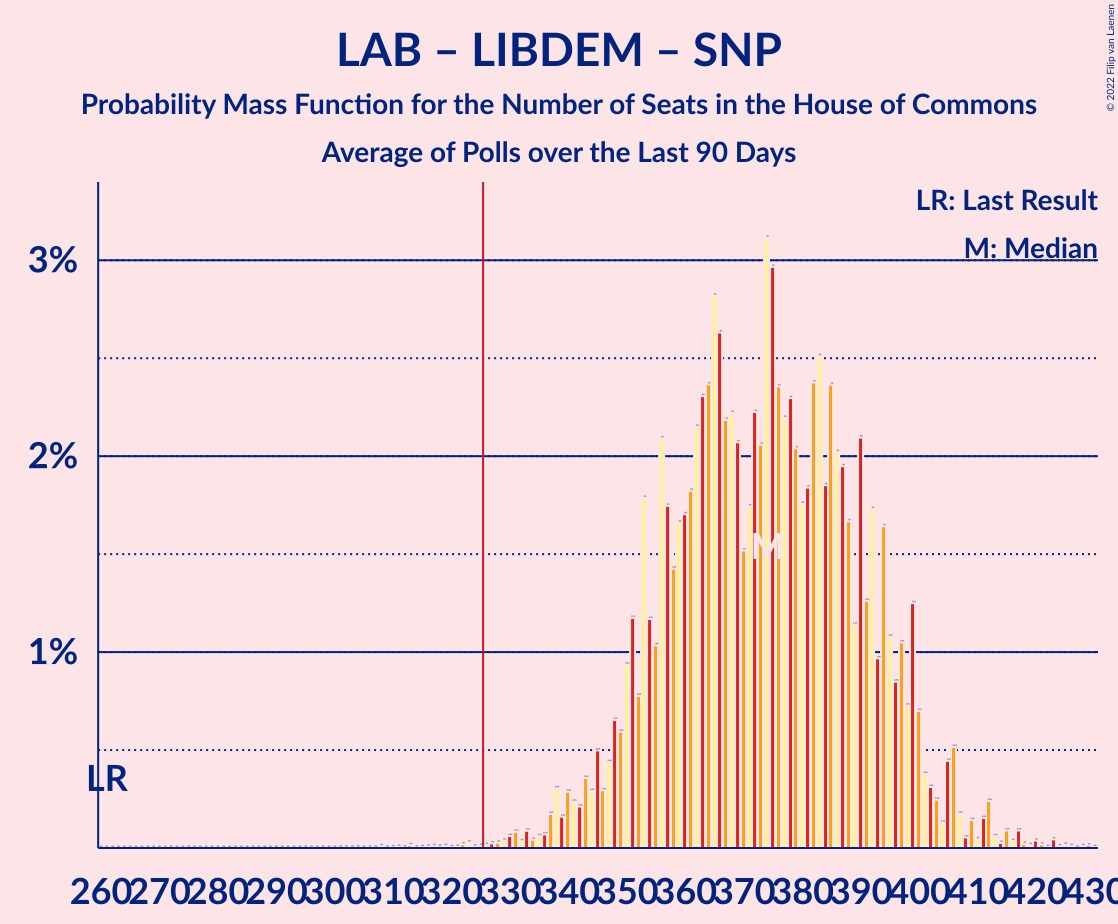 LAB – LIBDEM – SNP
Probability Mass Function for the Number of Seats in the House of Commons
Average of Polls over the Last 90 Days
© 2022 Filip van Laenen
LR: Last Result
M: Median
3%
2%
1%
LR
M
260 270 280 290 300 310 320 330 340 350 360 370 380 390 400 410 420 430